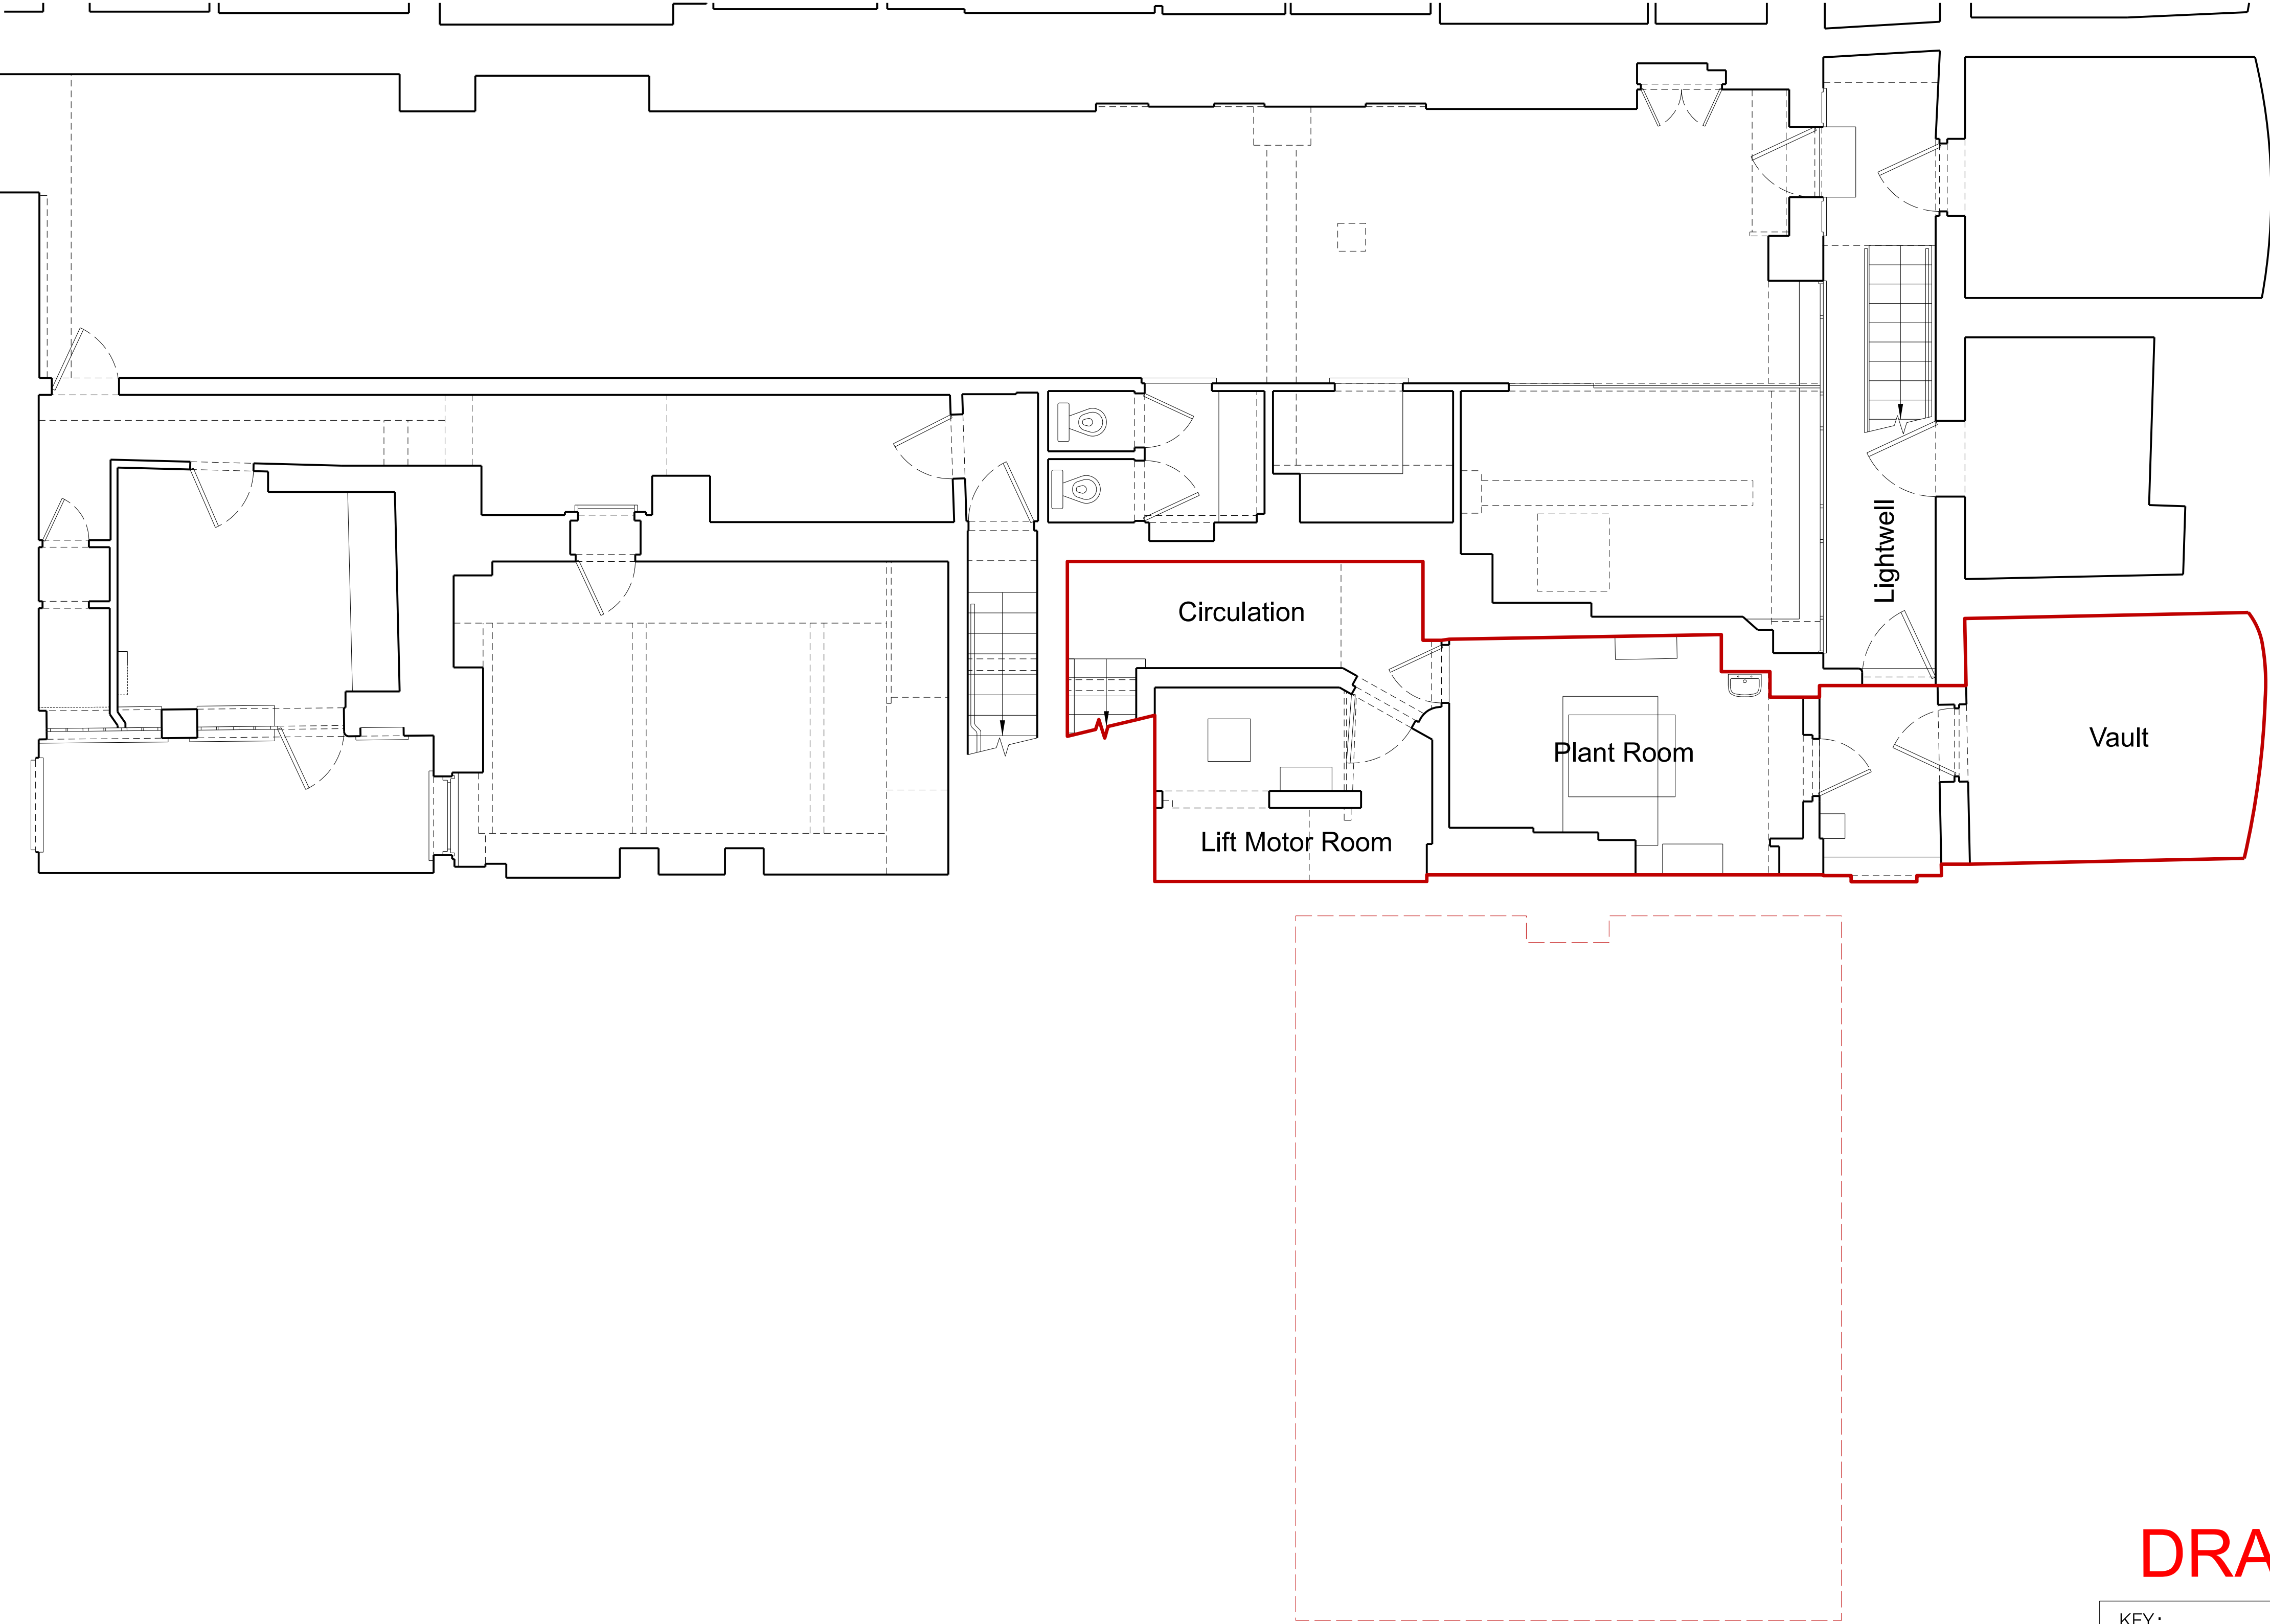 Lightwell
Circulation
Plant Room
Vault
Lift Motor Room
DRA
KEY: